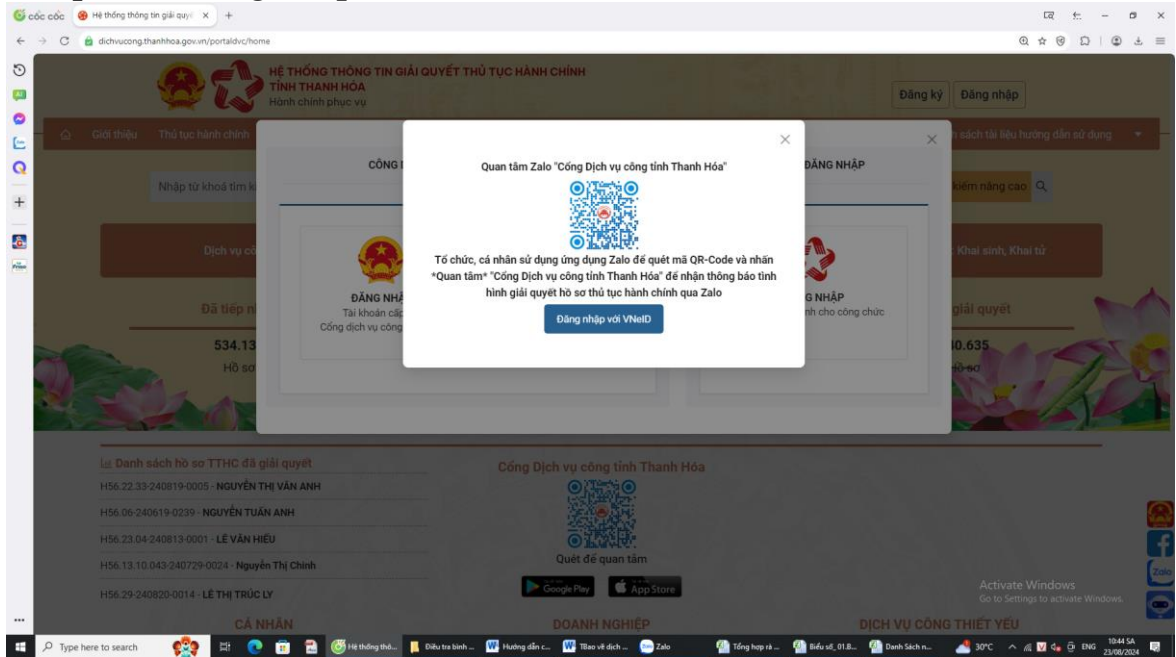 cốc cốc
Hệ thống thông tin giải quyế
dichvucong.thanhhoa.gov.vn/portaldvc/home
HỆ THỐNG THÔNG TIN GIẢI QUYẾT THỦ TỤC HÀNH CHÍNH
TỈNH THANH HÓA
Hành chính phục vụ
Đăng ký
Đăng nhập
Giới thiệu
Thủ tục hành chính
sách tài liệu hướng dẫn sử dụng
CÔNG
ĐĂNG NHẬP
Nhập từ khoá tìm
kiếm nâng cao
Quan tâm Zalo "Cổng Dịch vụ công tỉnh Thanh Hóa"
Tổ chức, cá nhân sử dụng ứng dụng Zalo để quét mã QR-Code và nhấn
*Quan tâm* "Cổng Dịch vụ công tỉnh Thanh Hóa" để nhận thông báo tình
hình giải quyết hồ sơ thủ tục hành chính qua Zalo
Đăng nhập với VNeID
Dịch vụ cô
Khai sinh, Khai tử
ĐĂNG NHẬ
Tài khoản cấ
Cổng dịch vụ công
G NHẬP
nh cho công chức
Đã tiếp n
giải quyết
534.13
0.635
Hồ sơ
Hồ sơ
Danh sách hồ sơ TTHC đã giải quyết
H56.22.33-240819-0005 - NGUYỄN THỊ VÂN ANH
H56.06-240619-0239 - NGUYỄN TUẤN ANH
H56.23.04-240813-0001 - LÊ VĂN HIẾU
H56.13.10.043-240729-0024 - Nguyễn Thị Chinh
H56.29-240820-0014 - LÊ THỊ TRÚC LY
Cổng Dịch vụ công tỉnh Thanh Hóa
Quét để quan tâm
Google Play
App Store
Zalo
Activate Windows
Go to Settings to activate Windows.
CÁ NHÂN
DOANH NGHIỆP
DỊCH VỤ CÔNG THIẾT YẾU
Type here to search
Hệ thống thô...
Điều tra bình ...
Hướng dẫn c...
TBao về dịch ...
Zalo
Tổng hợp rà ...
Biểu số_01.B...
Danh Sách n...
30°C
ENG
10:44 SA
23/08/2024